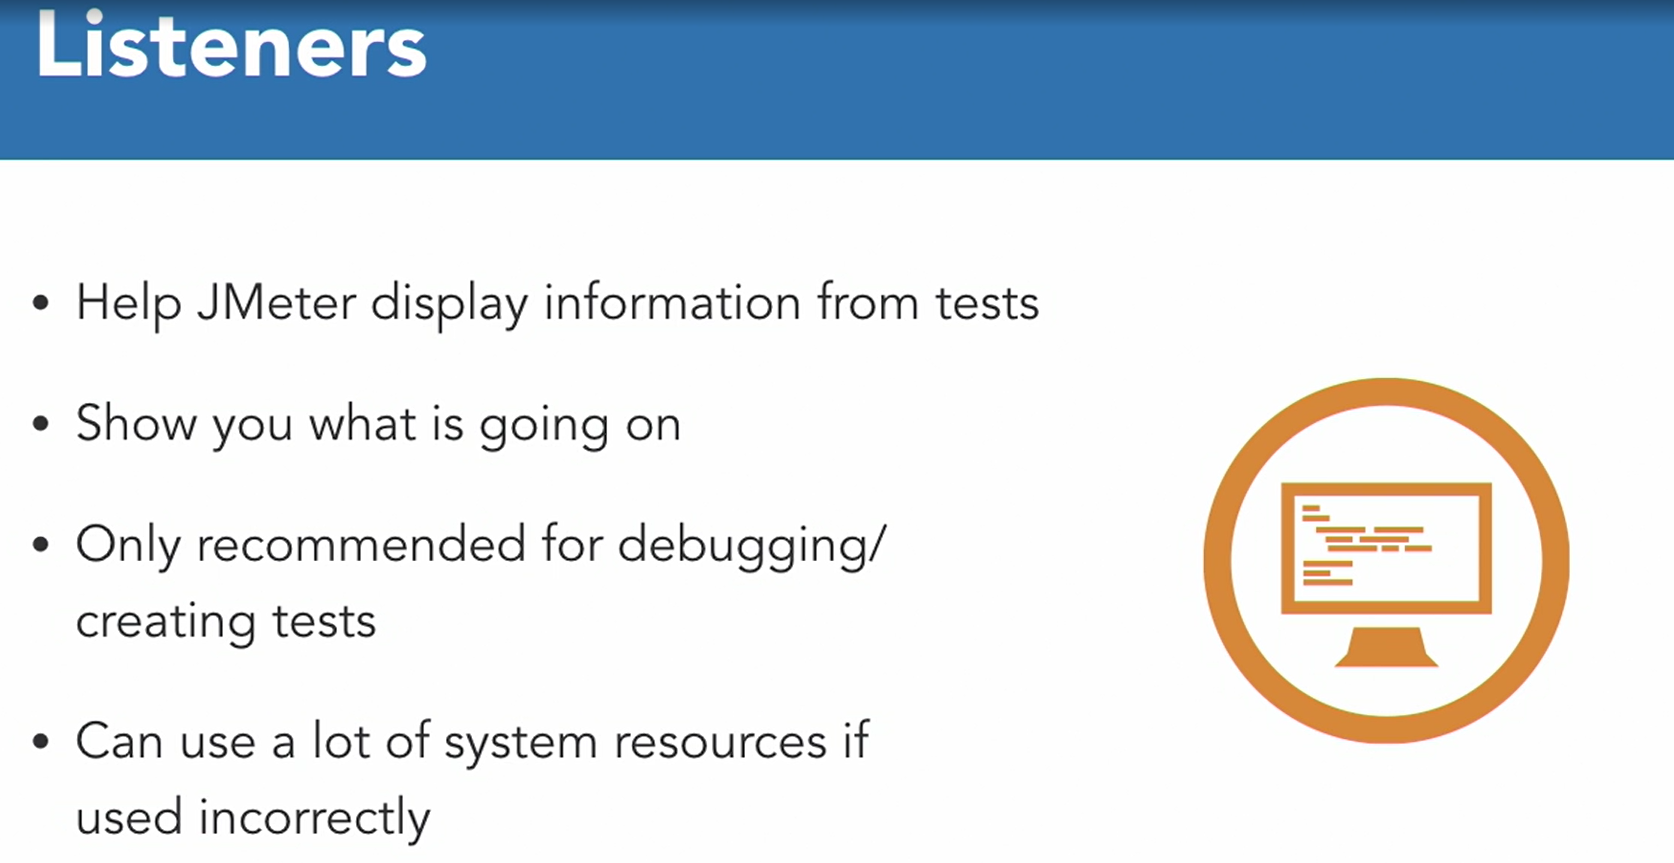 Listeners
• Help JMeter display information from tests
• Show you what is going on
• Only recommended for debugging/
creating tests
• Can use a lot of system resources if
used incorrectly